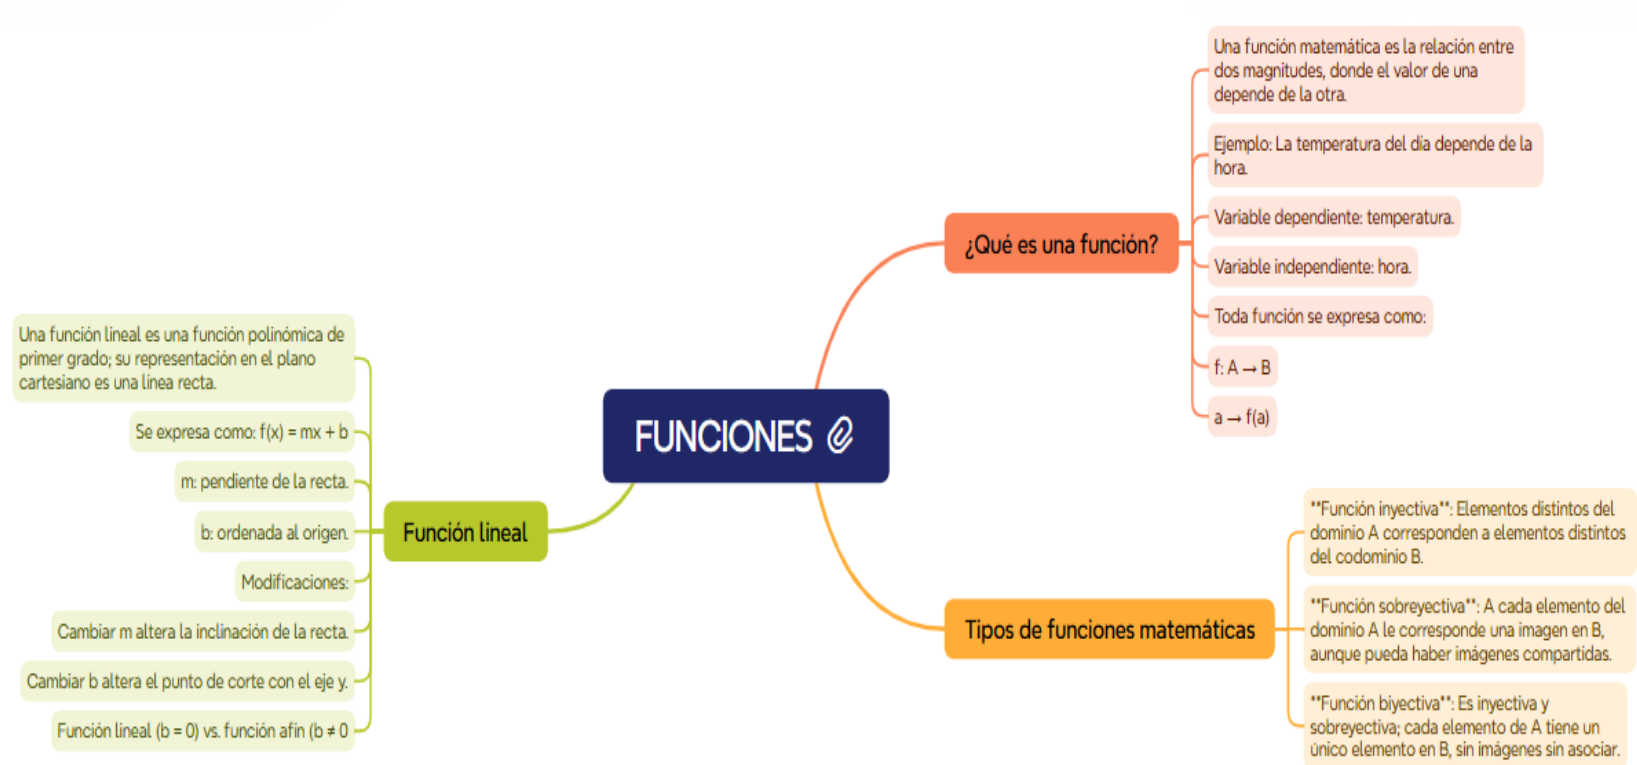 FUNCIONES
¿Qué es una función?
Una función matemática es la relación entre
dos magnitudes, donde el valor de una
depende de la otra.
Ejemplo: La temperatura del día depende de la
hora.
Variable dependiente: temperatura.
Variable independiente: hora.
Toda función se expresa como:
f: A → B
a → f(a)
Tipos de funciones matemáticas
**Función inyectiva**: Elementos distintos del
dominio A corresponden a elementos distintos
del codominio B.
**Función sobreyectiva**: A cada elemento del
dominio A le corresponde una imagen en B,
aunque pueda haber imágenes compartidas.
**Función biyectiva**: Es inyectiva y
sobreyectiva; cada elemento de A tiene un
único elemento en B, sin imágenes sin asociar.
Función lineal
Una función lineal es una función polinómica de
primer grado; su representación en el plano
cartesiano es una línea recta.
Se expresa como: f(x) = mx + b
m: pendiente de la recta.
b: ordenada al origen.
Modificaciones:
Cambiar m altera la inclinación de la recta.
Cambiar b altera el punto de corte con el eje y.
Función lineal (b = 0) vs. función afín (b ≠ 0